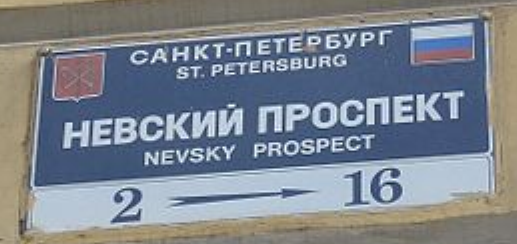 САНКТ-ПЕТЕРБУРГ
ST. PETERSBURG
НЕВСКИЙ ПРОСПЕКТ
NEVSKY PROSPECT
2 → 16